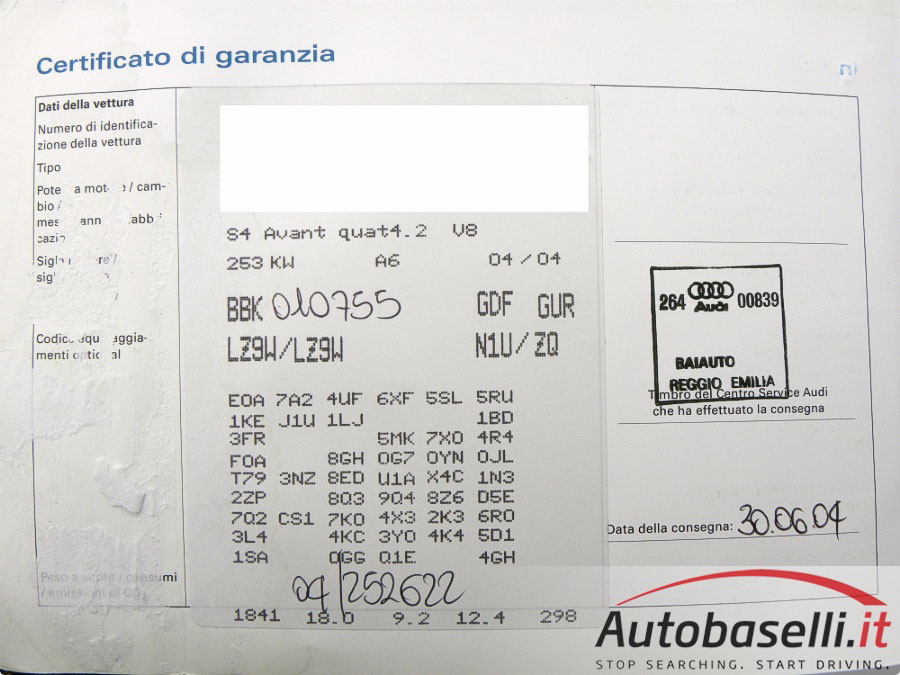 Certificato di garanzia
Dati della vettura
Numero di identifica-
zione della vettura
Tipo
S4 Avant quat4.2 V8
253 KW A6 04/04
BBK 010755 GDF GUR
LZ9W/LZ9W N1U/ZQ
Codice
menti
E0A 7A2 4UF 6XF 5SL 5RU
1KE J1U 1LJ 1BD
3FR 5MK 7X0 4R4
F0A 8GH 0G7 0YN 0JL
T79 3NZ 8ED U1A X4C 1N3
2ZP 8Q3 9Q4 8Z6 D5E
7Q2 CS1 7K0 4X3 2K3 6R0
3L4 4KC 3Y0 4K4 5D1
1SA 0GG Q1E 4GH
04/252622
1841 18.0 9.2 12.4 298
264 Audi 00839
BAIAUTO
REGGIO EMILIA
Timbro del Centro Service Audi
che ha effettuato la consegna
Data della consegna: 30.06.04
Autobaselli.it
STOP SEARCHING. START DRIVING.